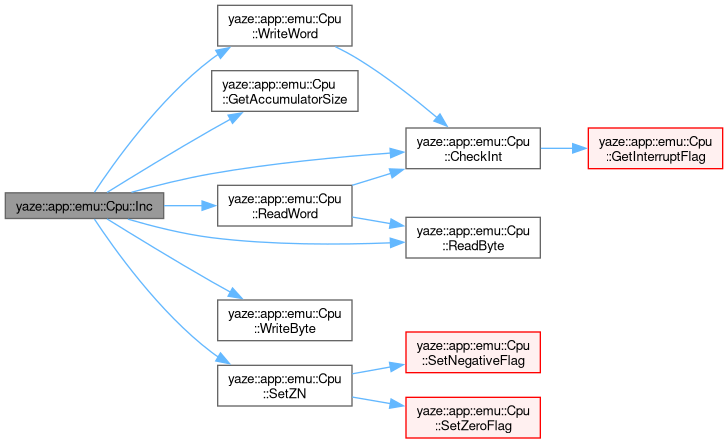 yaze::app::emu::Cpu::Inc
yaze::app::emu::Cpu
::WriteWord
yaze::app::emu::Cpu
::GetAccumulatorSize
yaze::app::emu::Cpu
::CheckInt
yaze::app::emu::Cpu
::GetInterruptFlag
yaze::app::emu::Cpu
::ReadWord
yaze::app::emu::Cpu
::ReadByte
yaze::app::emu::Cpu
::WriteByte
yaze::app::emu::Cpu
::SetZN
yaze::app::emu::Cpu
::SetNegativeFlag
yaze::app::emu::Cpu
::SetZeroFlag